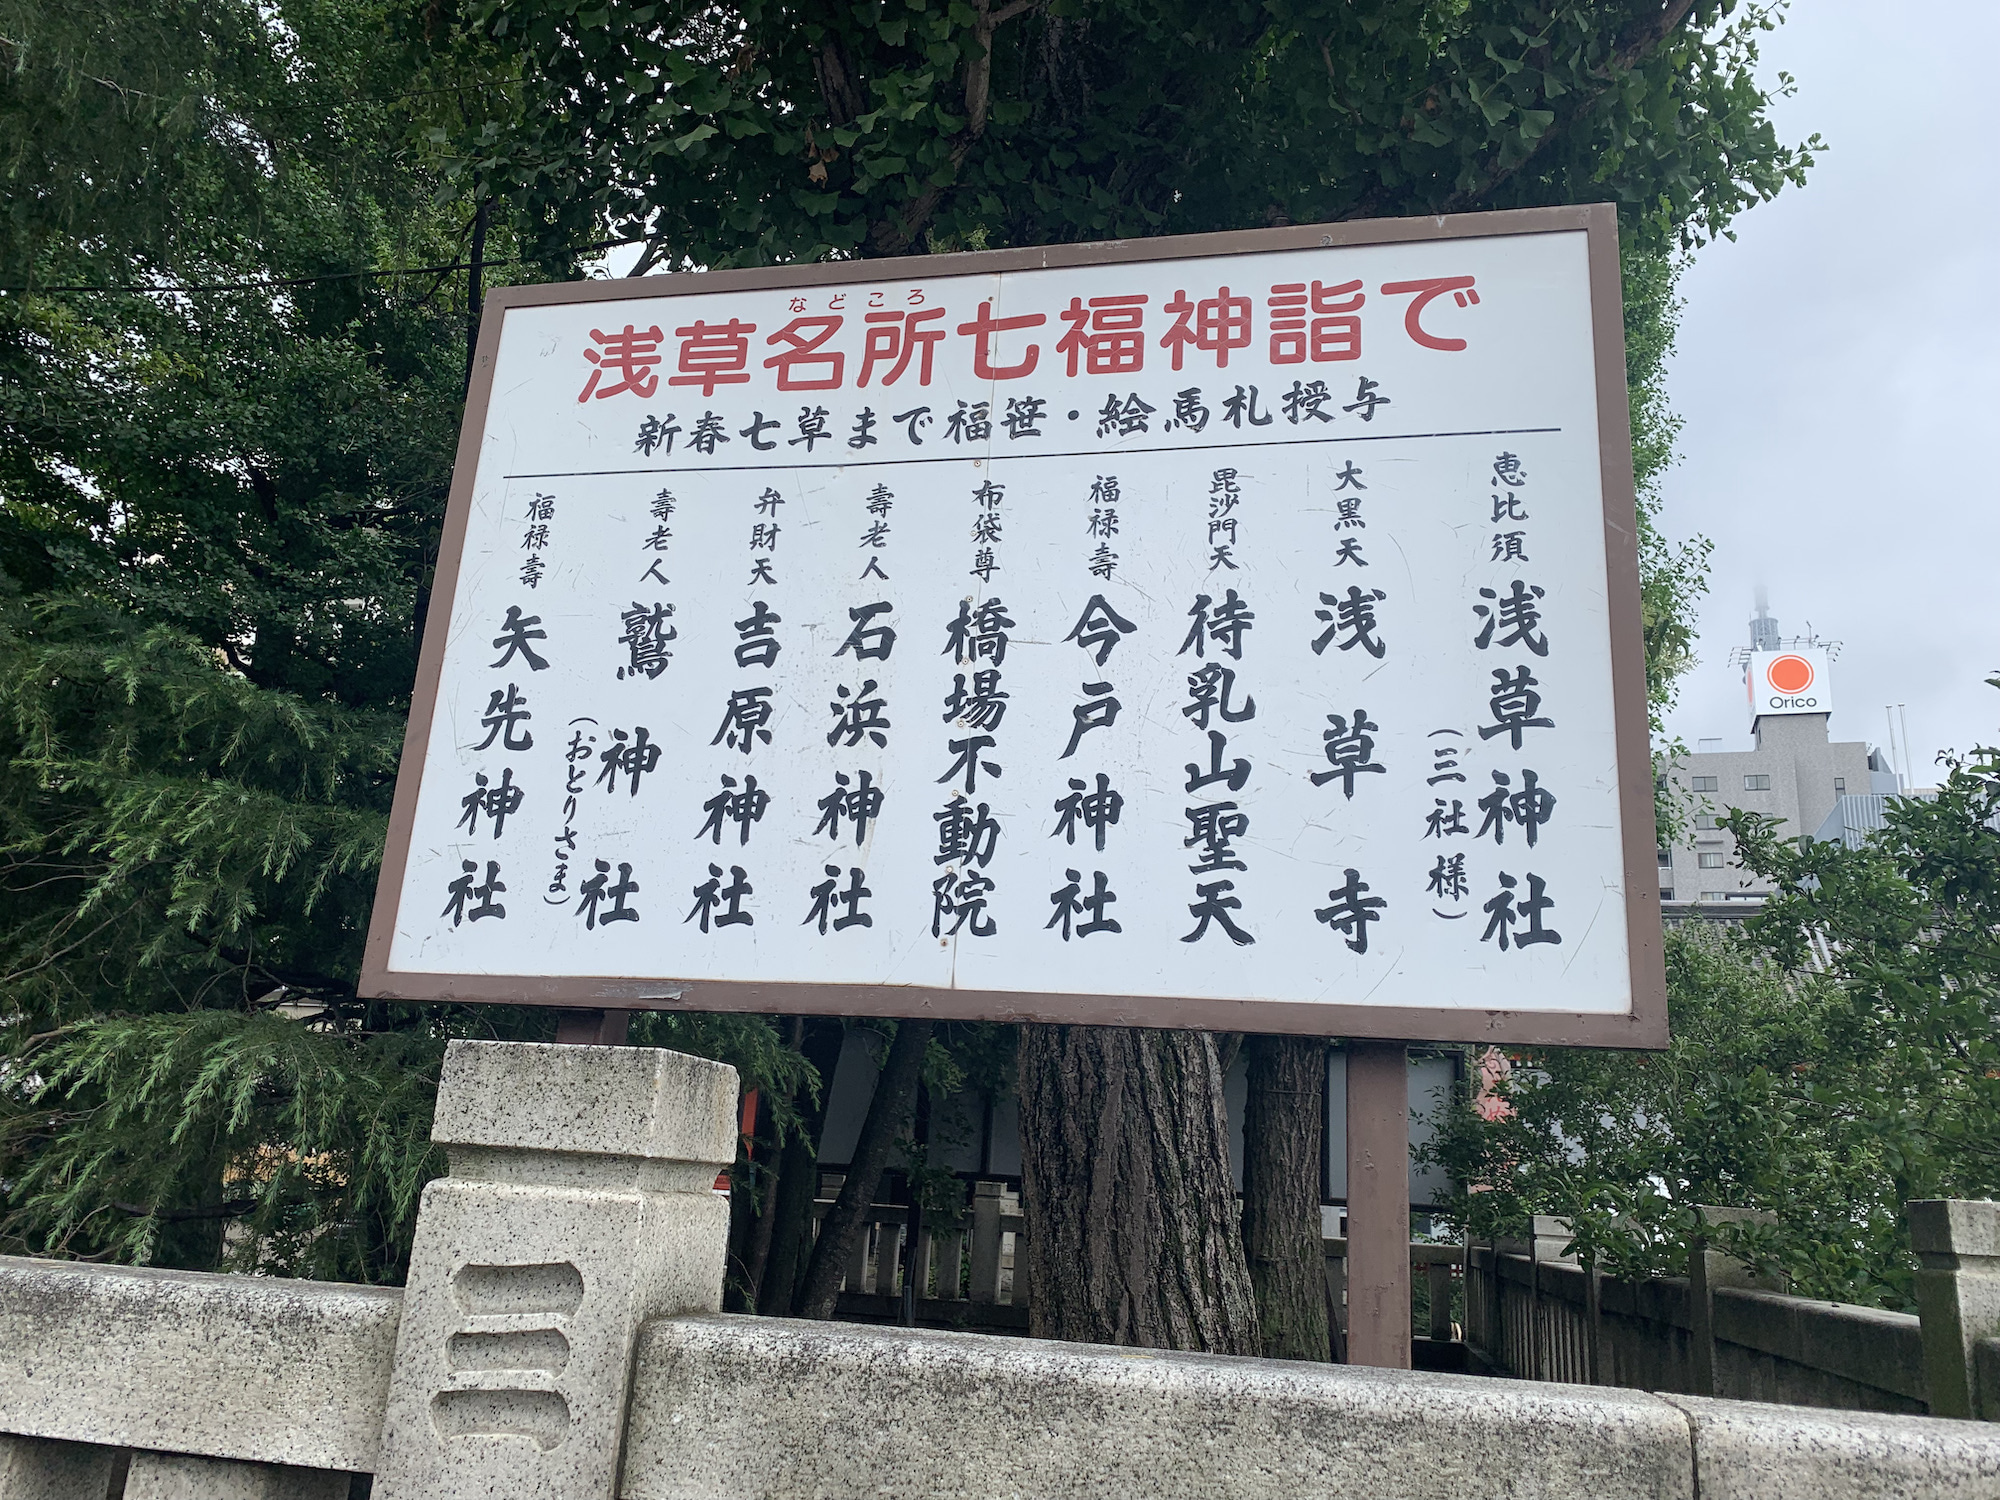 などころ
浅草名所七福神詣で
新春七草まで福笹・絵馬札授与
恵比須 浅草神社
(三社様)
大黒天 浅草寺
毘沙門天 待乳山聖天
福禄壽 今戸神社
布袋尊 橋場不動院
壽老人 石浜神社
弁財天 吉原神社
壽老人 鷲神社
(おとりさま)
福禄壽 矢先神社
Orico